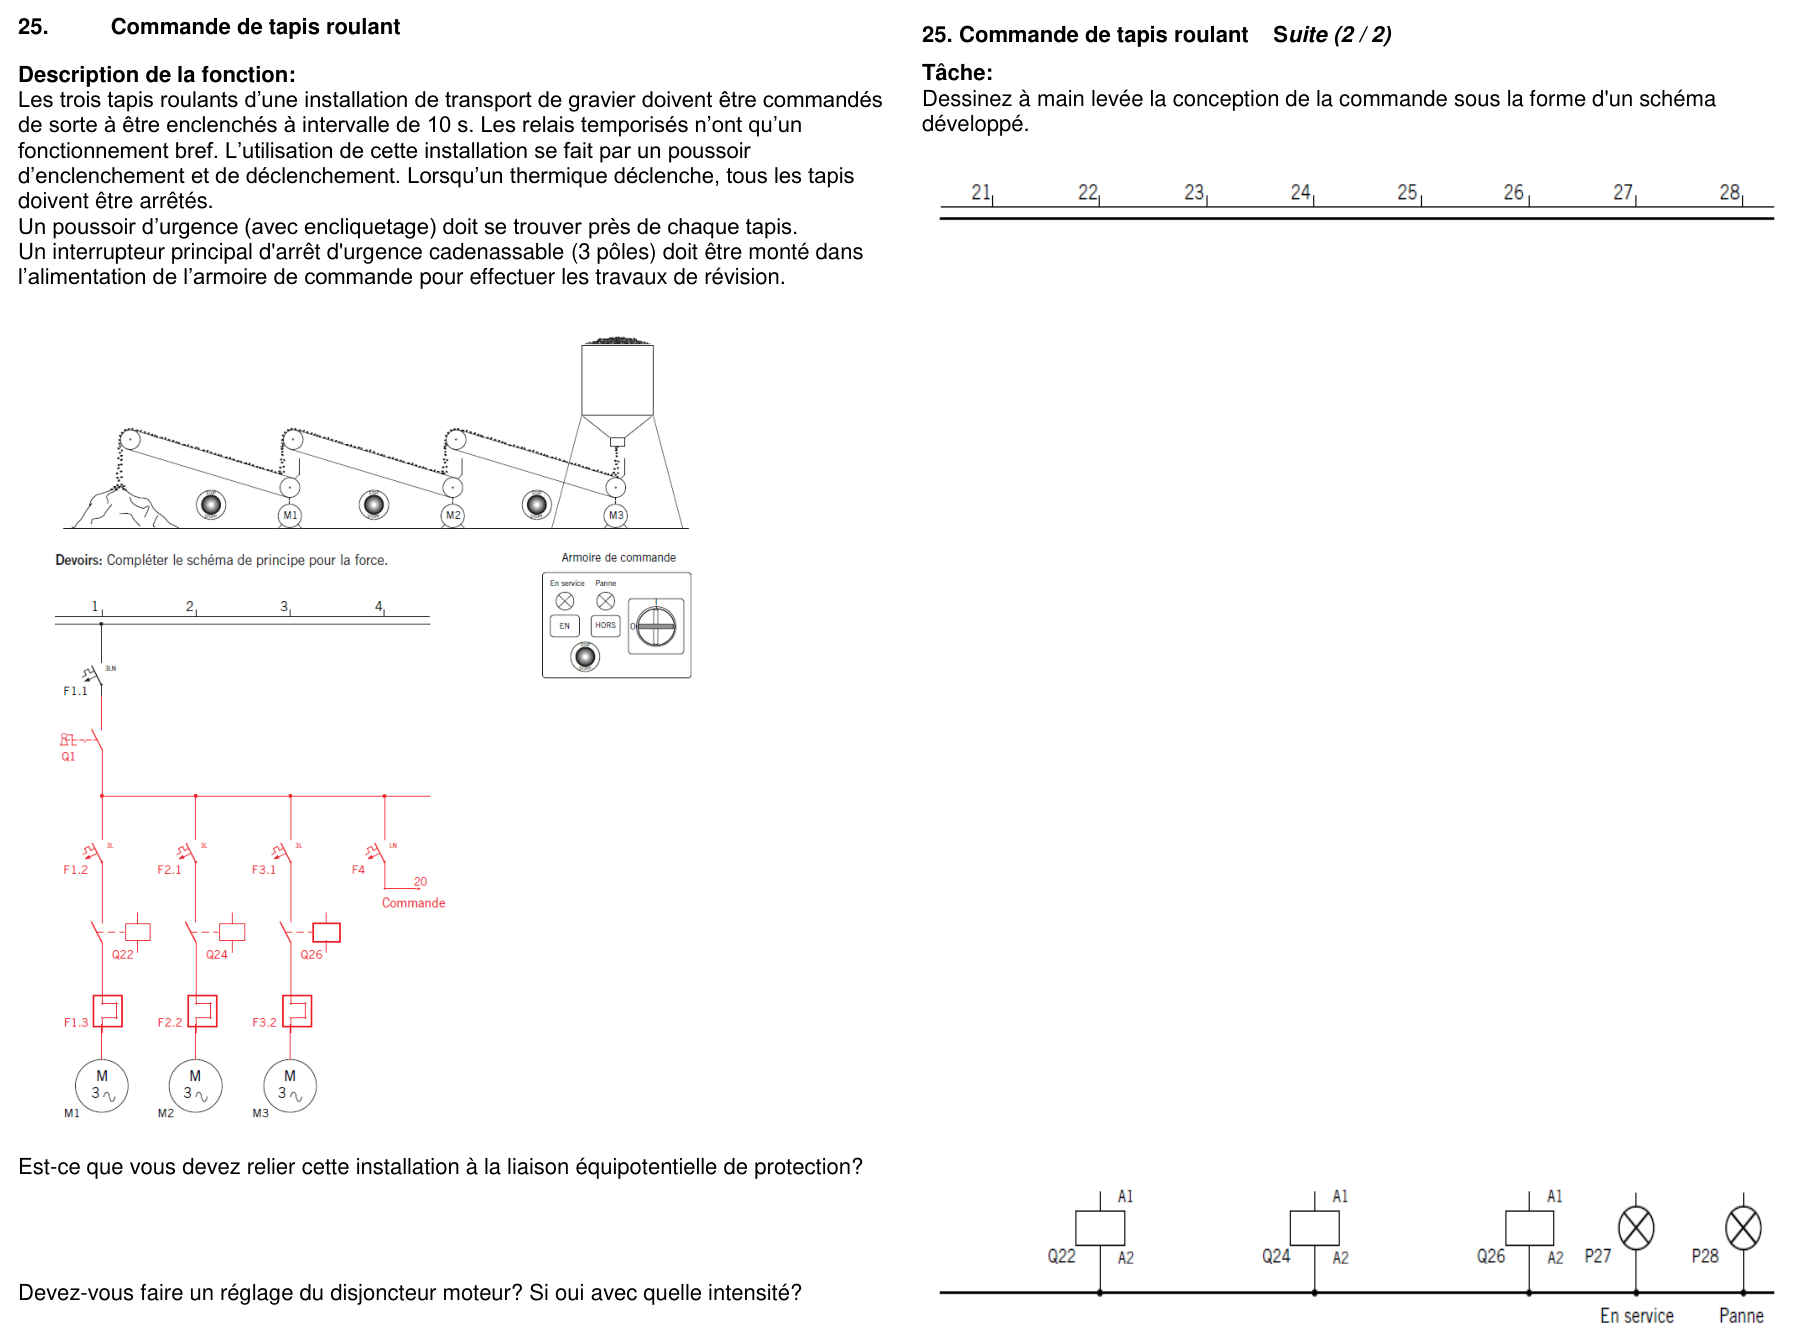 25. Commande de tapis roulant
Description de la fonction:
Les trois tapis roulants d’une installation de transport de gravier doivent être commandés
de sorte à être enclenchés à intervalle de 10 s. Les relais temporisés n’ont qu’un
fonctionnement bref. L’utilisation de cette installation se fait par un poussoir
d’enclenchement et de déclenchement. Lorsqu’un thermique déclenche, tous les tapis
doivent être arrêtés.
Un poussoir d’urgence (avec encliquetage) doit se trouver près de chaque tapis.
Un interrupteur principal d'arrêt d'urgence cadenassable (3 pôles) doit être monté dans
l’alimentation de l’armoire de commande pour effectuer les travaux de révision.
M1 M2 M3
Devoirs: Compléter le schéma de principe pour la force.
Armoire de commande
En service Panne
EN HORS 0 I
1 2 3 4
3LN
F1.1
Q1
3L 3L 3L LN
F1.2 F2.1 F3.1 F4
20
Commande
Q22 Q24 Q26
F1.3 F2.2 F3.2
M M M
3 3 3
M1 M2 M3
Est-ce que vous devez relier cette installation à la liaison équipotentielle de protection?
Devez-vous faire un réglage du disjoncteur moteur? Si oui avec quelle intensité?
25. Commande de tapis roulant Suite (2 / 2)
Tâche:
Dessinez à main levée la conception de la commande sous la forme d'un schéma
développé.
21 22 23 24 25 26 27 28
A1 A1 A1
Q22 A2 Q24 A2 Q26 A2 P27 P28
En service Panne